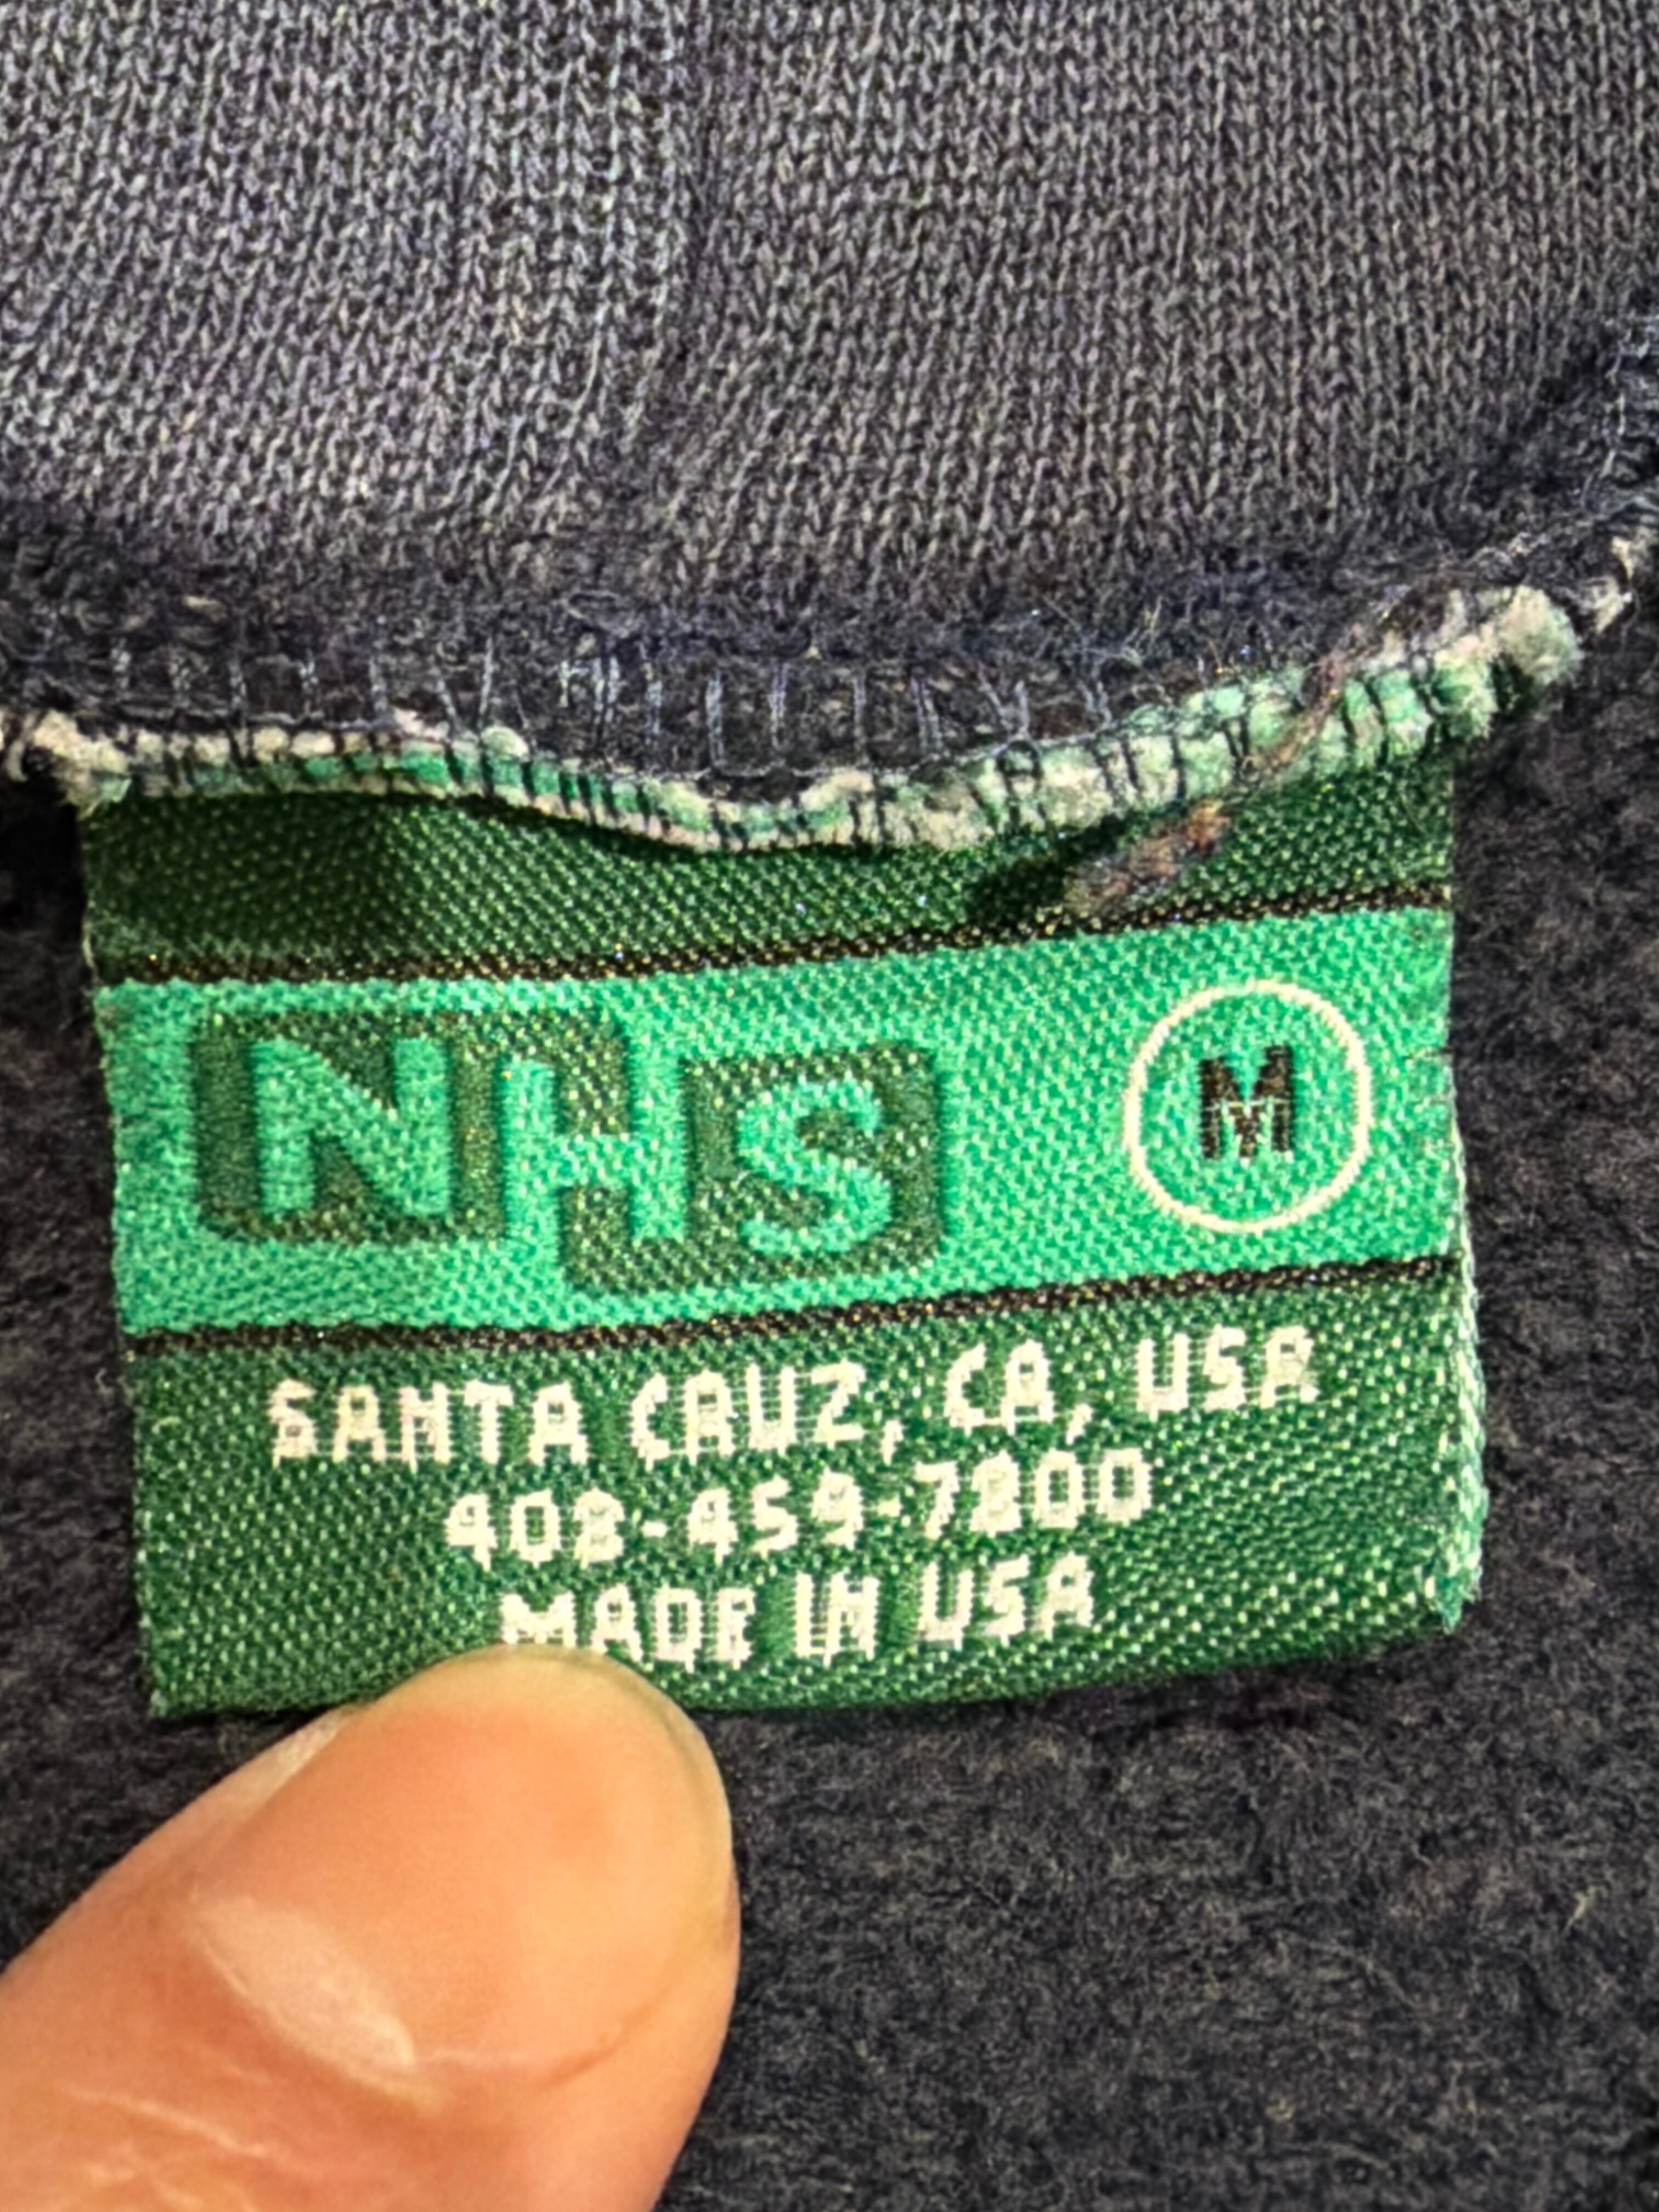 NHS M
SANTA CRUZ, CA, USA
408-459-7800
MADE IN USA